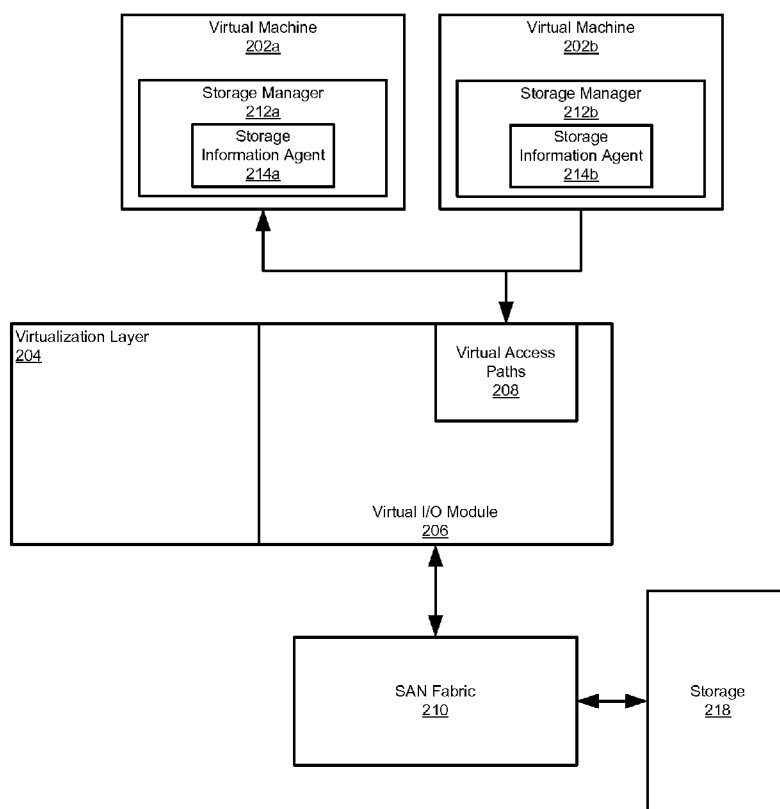 Virtual Machine
202a
Storage Manager
212a
Storage
Information Agent
214a
Virtual Machine
202b
Storage Manager
212b
Storage
Information Agent
214b
Virtualization Layer
204
Virtual Access
Paths
208
Virtual I/O Module
206
SAN Fabric
210
Storage
218